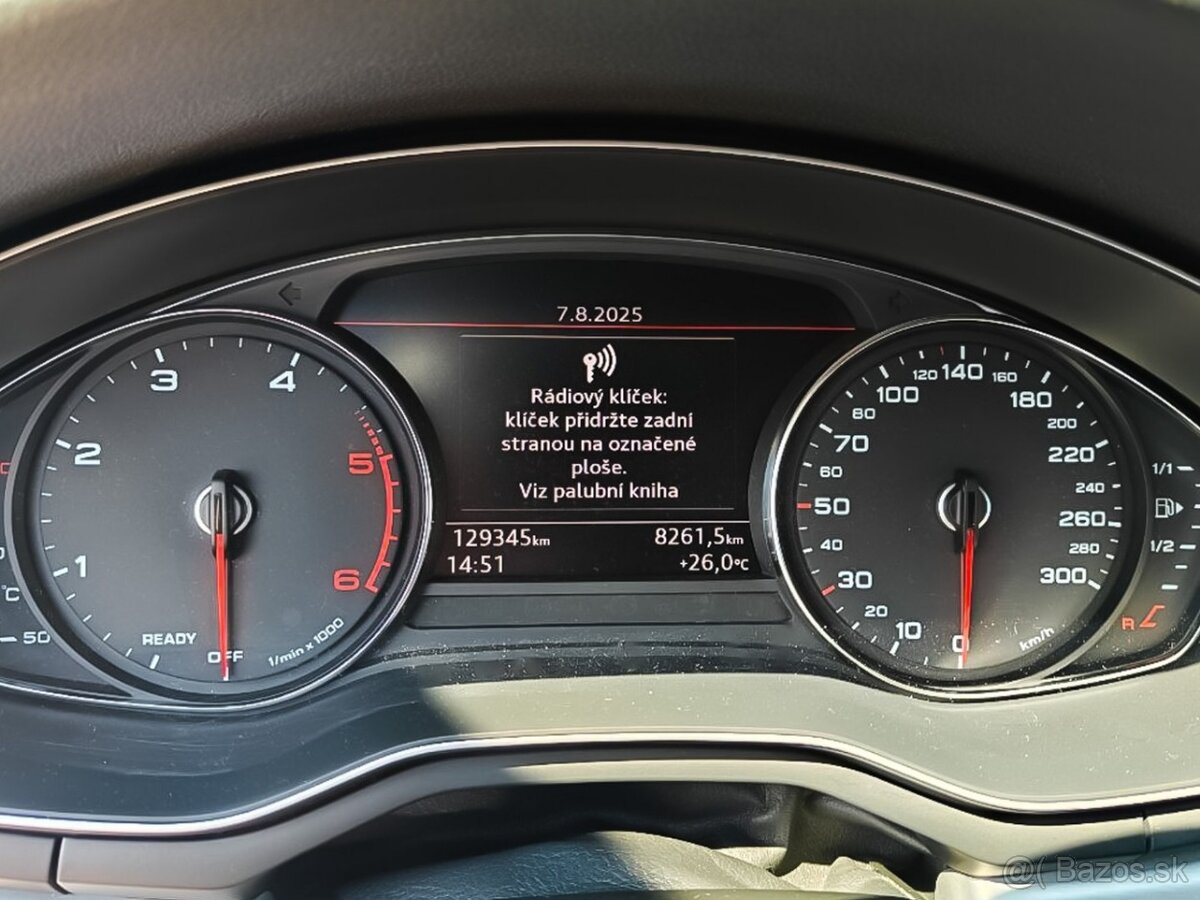 7.8.2025
Rádiový klíček:
klíček přidržte zadní
stranou na označené
ploše.
Viz palubní kniha
129345km 8261,5km
14:51 +26,0°C
1 2 3 4 5 6
READY
OFF
1/min x 1000
°C
50
0 10 20 30 40 50 60 70 80 100 120 140 160 180 200 220 240 260 280 300
km/h
1/1
1/2
R
@( Bazos.sk